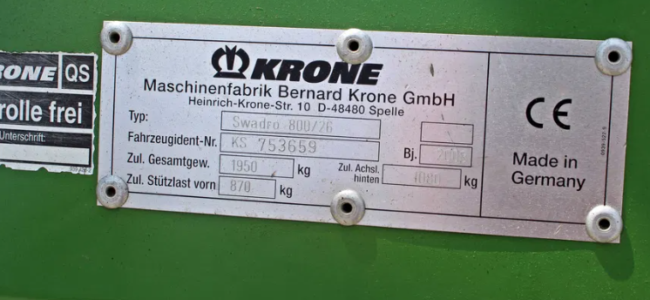 KRONE QS
rolle frei
Unterschrift:
KRONE
Maschinenfabrik Bernard Krone GmbH
Heinrich-Krone-Str. 10 D-48480 Spelle
Typ: Swadro 800/26
Fahrzeugident-Nr. KS 753659 Bj.
Zul. Gesamtgew. 1950 kg Zul. Achsl. hinten 1080 kg
Zul. Stützlast vorn 870 kg
CE
Made in
Germany